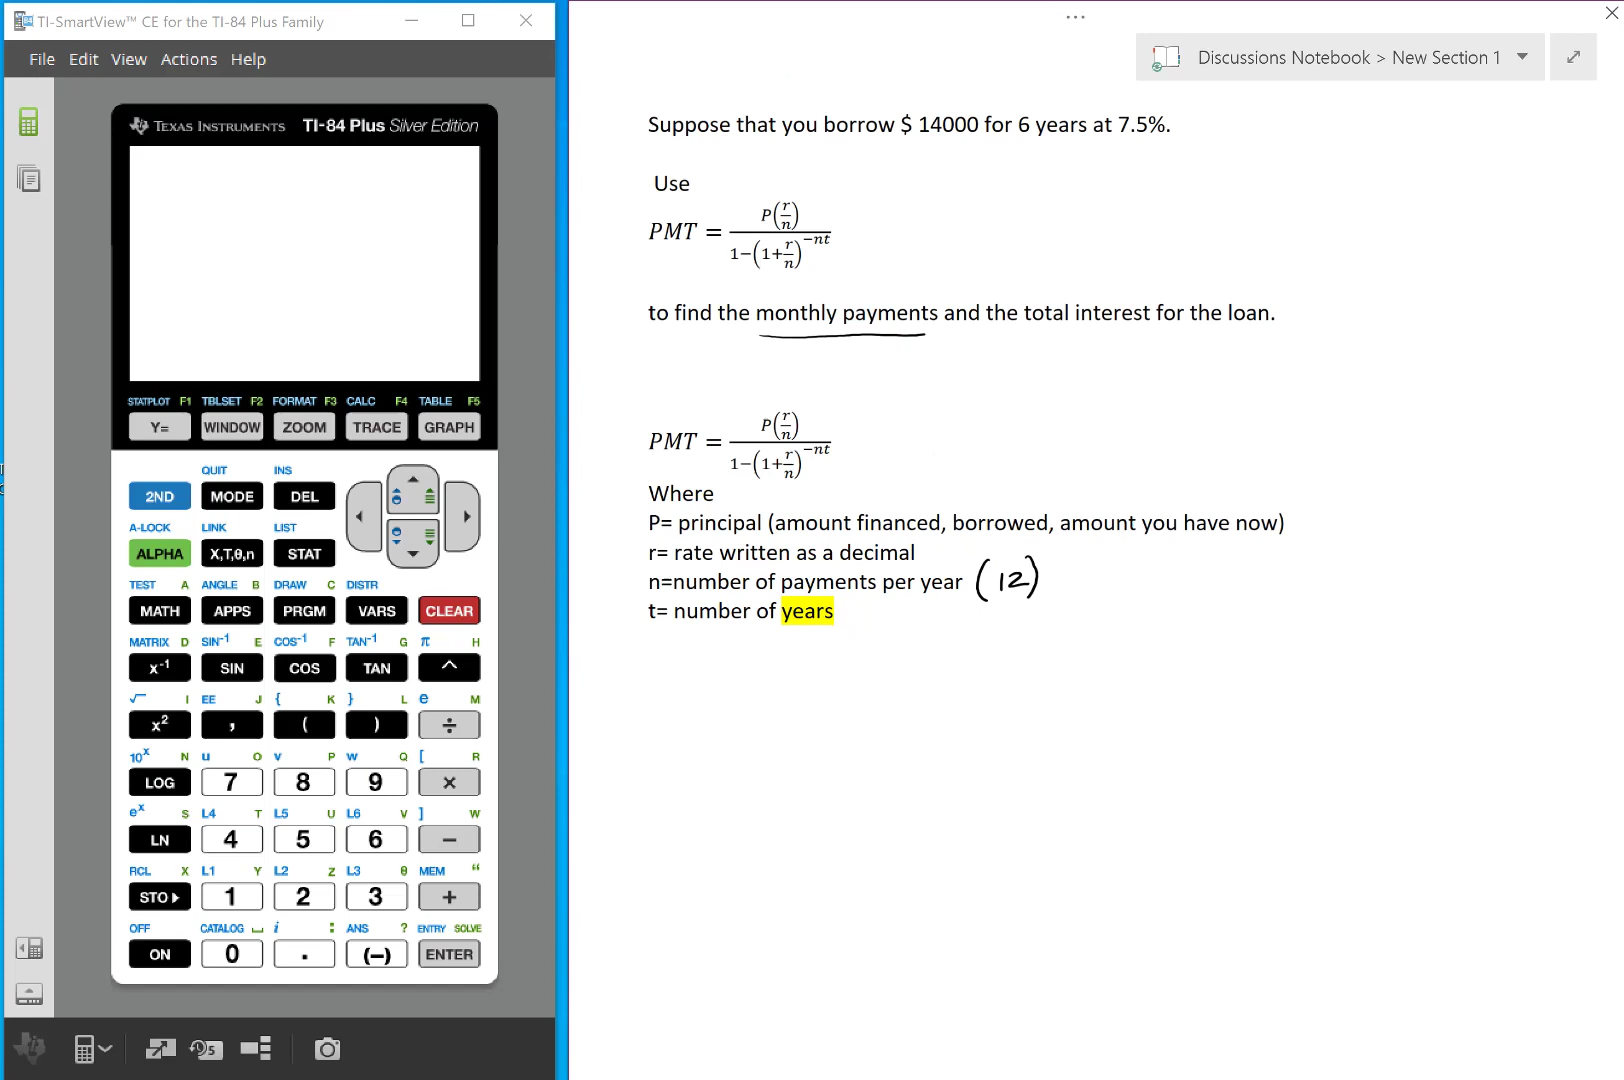 TI-SmartView™ CE for the TI-84 Plus Family
File Edit View Actions Help
TEXAS INSTRUMENTS TI-84 Plus Silver Edition
STATPLOT F1 TBLSET F2 FORMAT F3 CALC F4 TABLE F5
Y= WINDOW ZOOM TRACE GRAPH
QUIT INS
2ND MODE DEL
A-LOCK LINK LIST
ALPHA X,T,θ,n STAT
TEST A ANGLE B DRAW C DISTR
MATH APPS PRGM VARS CLEAR
MATRIX D SIN⁻¹ E COS⁻¹ F TAN⁻¹ G π H
x⁻¹ SIN COS TAN ^
√ I EE J { K } L e M
x² , ( ) ÷
10ˣ N u O v P w Q [ R
LOG 7 8 9 ×
eˣ S L4 T L5 U L6 V ] W
LN 4 5 6 −
RCL X L1 Y L2 Z L3 θ MEM “
STO▶ 1 2 3 +
OFF CATALOG ⎵ i : ANS ? ENTRY SOLVE
ON 0 . (−) ENTER
5
Discussions Notebook > New Section 1
Suppose that you borrow $ 14000 for 6 years at 7.5%.
Use
PMT = P(r/n) / 1−(1+r/n)^−nt
to find the monthly payments and the total interest for the loan.
PMT = P(r/n) / 1−(1+r/n)^−nt
Where
P= principal (amount financed, borrowed, amount you have now)
r= rate written as a decimal
n=number of payments per year (12)
t= number of years